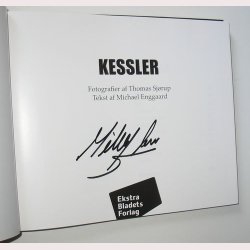 KESSLER
Fotografier af Thomas Sjørup
Tekst af Michael Enggaard
Ekstra
Bladets
Forlag